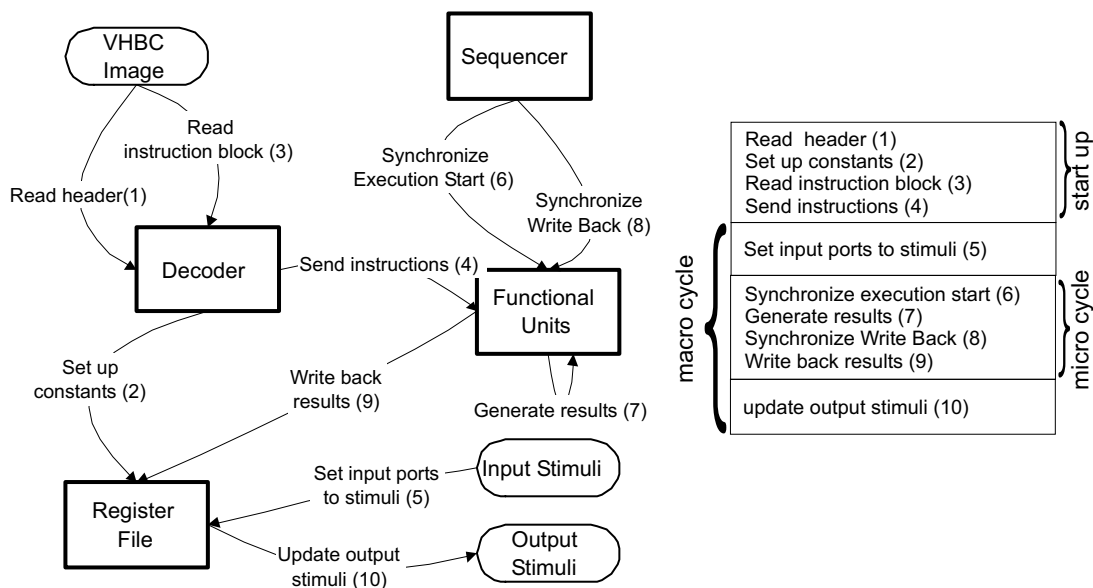 VHBC
Image
Sequencer
Read
instruction block (3)
Read header(1)
Synchronize
Execution Start (6)
Synchronize
Write Back (8)
Decoder
Send instructions (4)
Functional
Units
Set up
constants (2)
Write back
results (9)
Generate results (7)
Register
File
Set input ports
to stimuli (5)
Input Stimuli
Update output
stimuli (10)
Output
Stimuli
Read header (1)
Set up constants (2)
Read instruction block (3)
Send instructions (4)
start up
Set input ports to stimuli (5)
macro cycle
Synchronize execution start (6)
Generate results (7)
Synchronize Write Back (8)
Write back results (9)
micro cycle
update output stimuli (10)